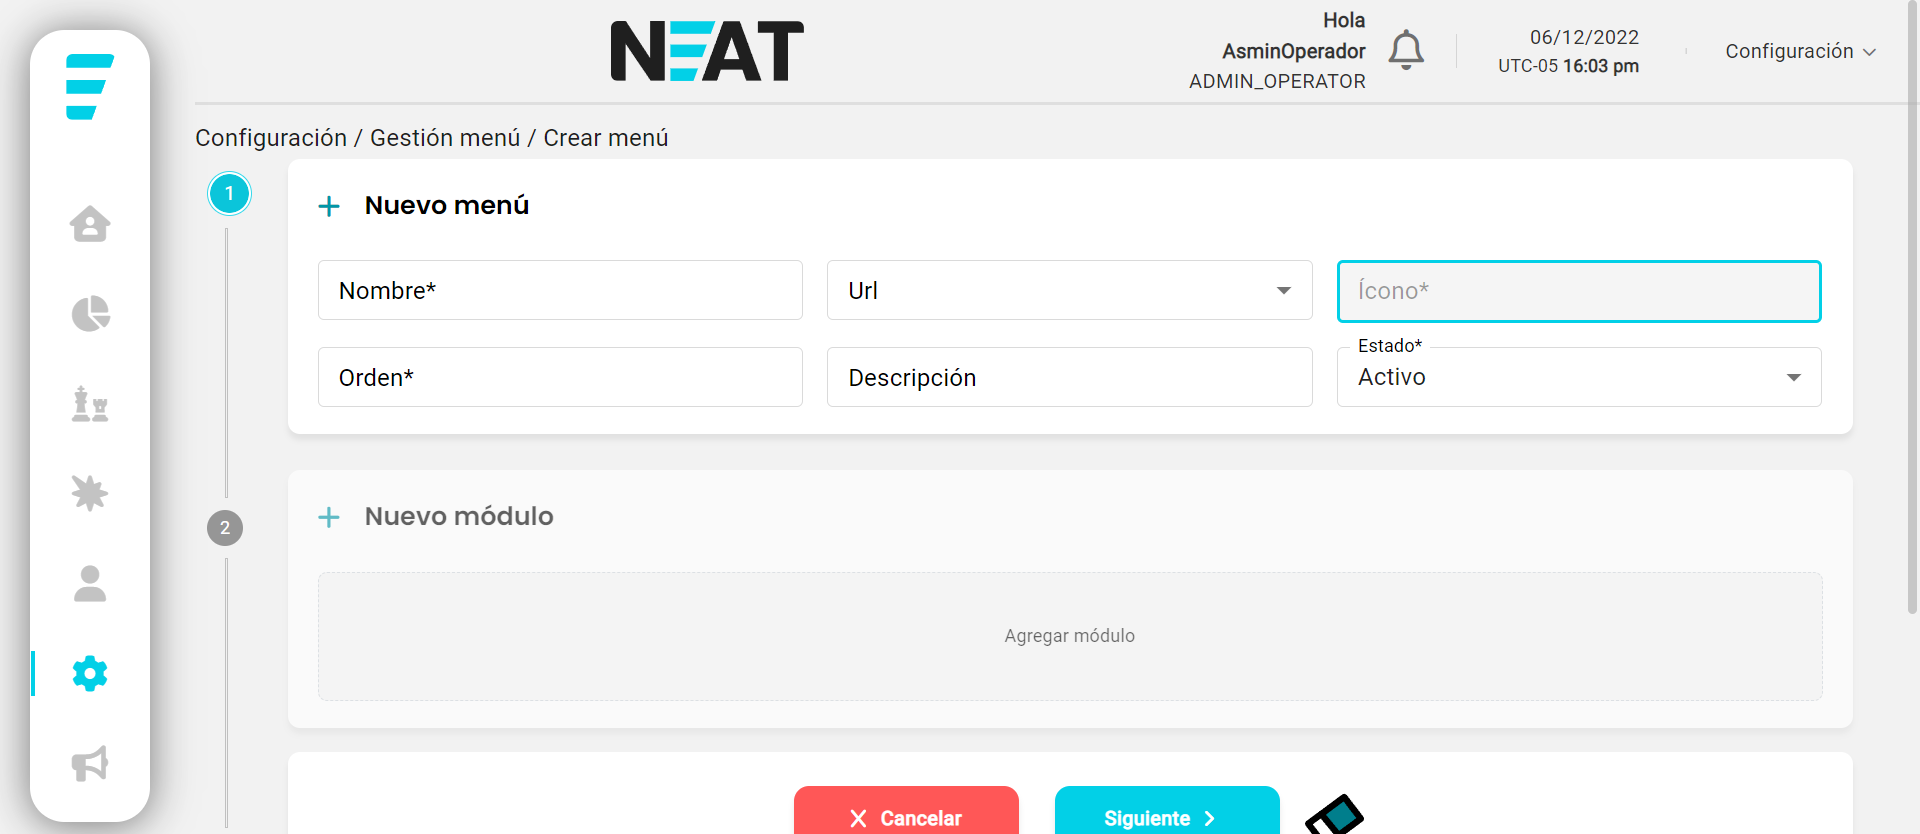 NEAT
Hola
AsminOperador
ADMIN_OPERATOR
06/12/2022
UTC-05 16:03 pm
Configuración
Configuración / Gestión menú / Crear menú
1
Nuevo menú
Nombre*
Url
Ícono*
Orden*
Descripción
Estado*
Activo
2
Nuevo módulo
Agregar módulo
Cancelar
Siguiente